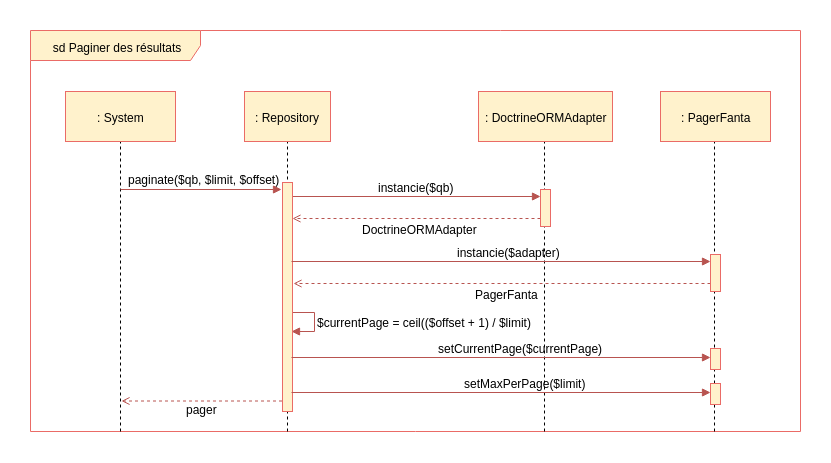 sd Paginer des résultats
: System
: Repository
: DoctrineORMAdapter
: PagerFanta
paginate($qb, $limit, $offset)
instancie($qb)
DoctrineORMAdapter
instancie($adapter)
PagerFanta
$currentPage = ceil(($offset + 1) / $limit)
setCurrentPage($currentPage)
setMaxPerPage($limit)
pager